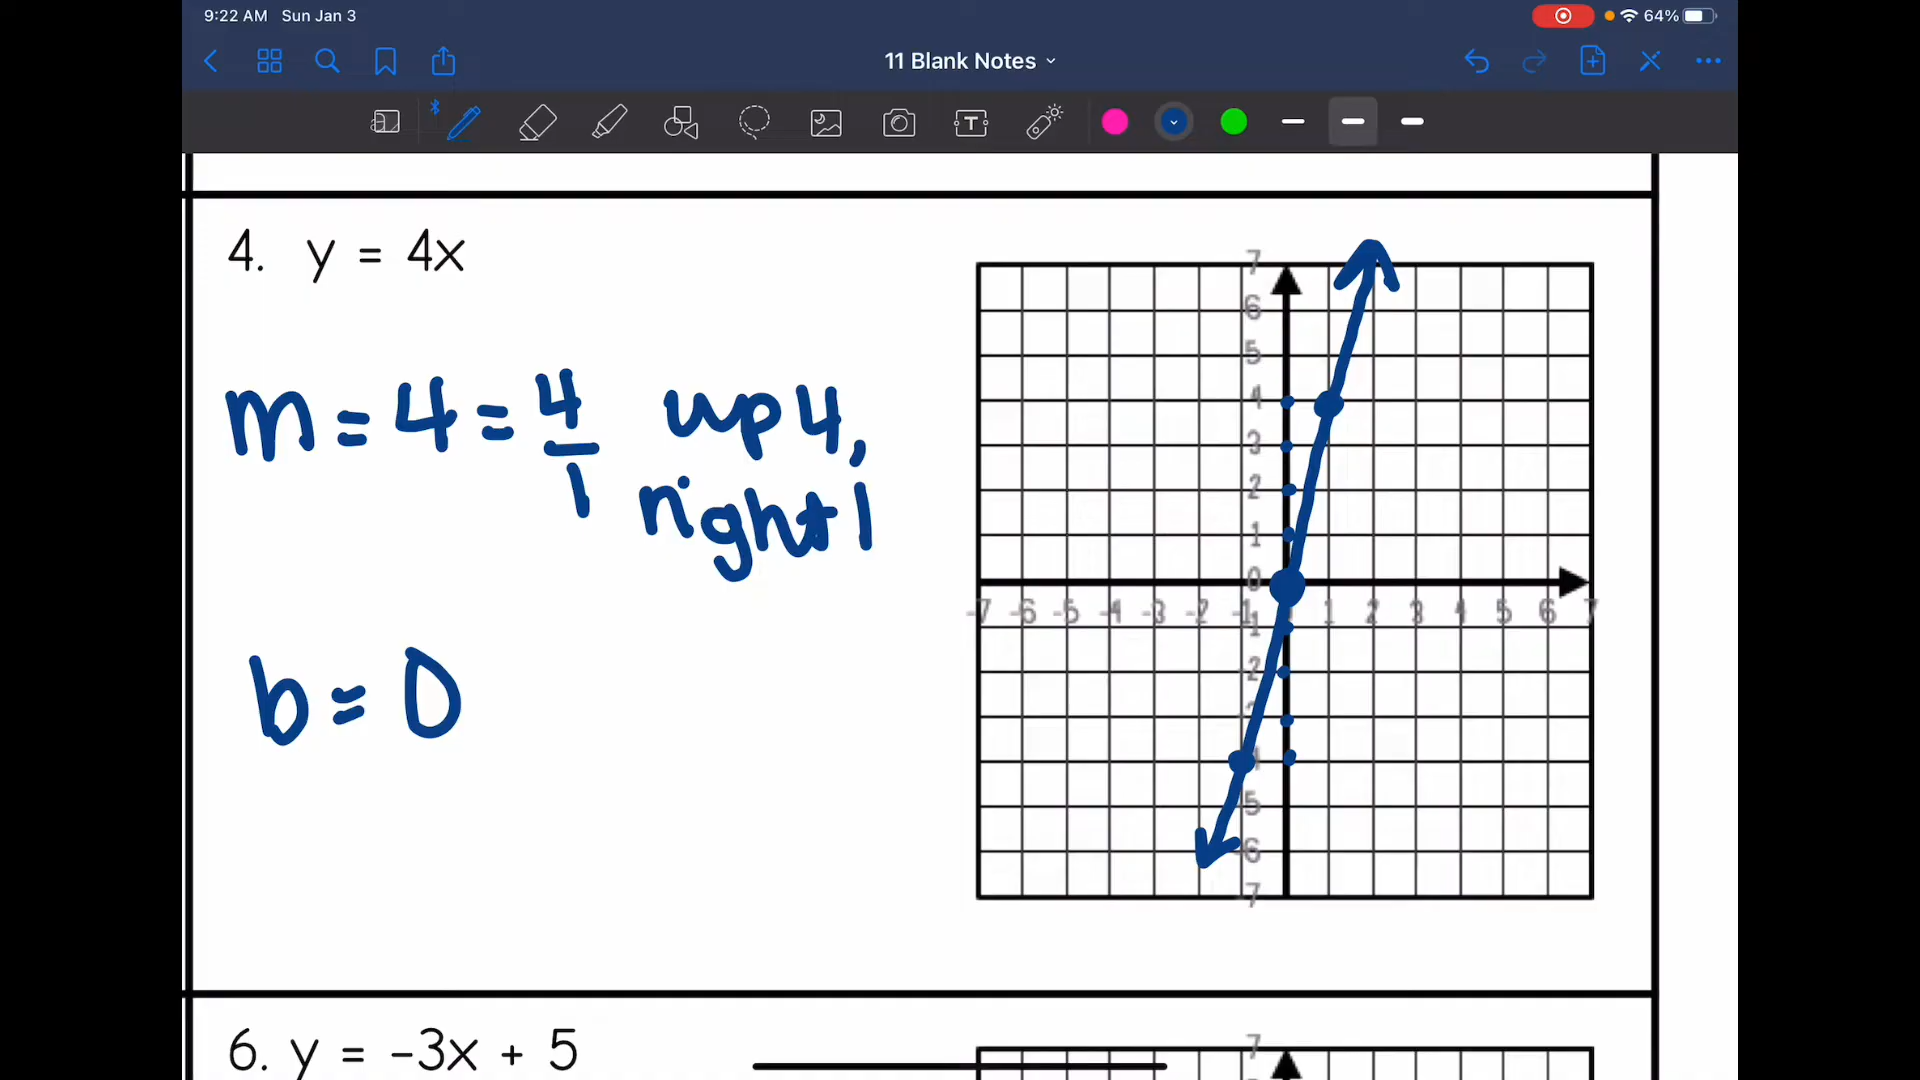 9:22 AM Sun Jan 3
64%
11 Blank Notes
T
4. y = 4x
m = 4 = 4/1 up 4,
right 1
b = 0
7
6
5
4
3
2
1
0
-7 -6 -5 -4 -3 -2 -1 1 2 3 4 5 6 7
-1
-2
5
-6
-7
6. y = -3x + 5
7